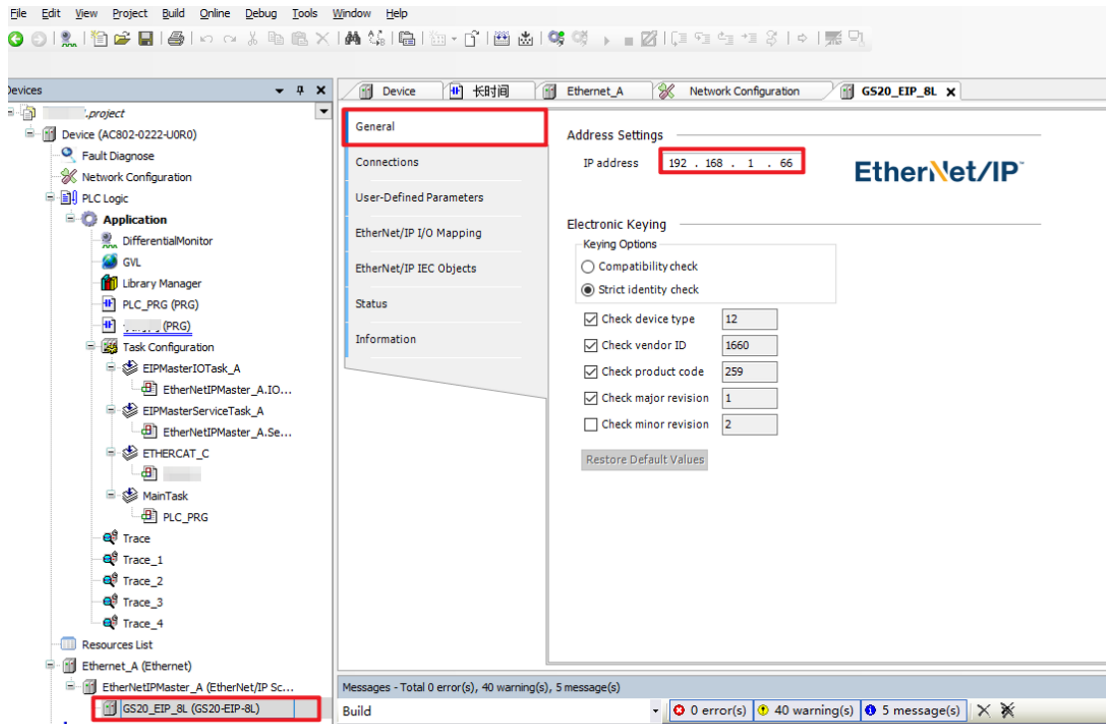 File Edit View Project Build Online Debug Tools Window Help
Devices
.project
Device (AC802-0222-U0R0)
Fault Diagnose
Network Configuration
PLC Logic
Application
DifferentialMonitor
GVL
Library Manager
PLC_PRG (PRG)
(PRG)
Task Configuration
EIPMasterIOTask_A
EtherNetIPMaster_A.IO...
EIPMasterServiceTask_A
EtherNetIPMaster_A.Se...
ETHERCAT_C
MainTask
PLC_PRG
Trace
Trace_1
Trace_2
Trace_3
Trace_4
Resources List
Ethernet_A (Ethernet)
EtherNetIPMaster_A (EtherNet/IP Sc...
GS20_EIP_8L (GS20-EIP-8L)
Device 长时间 Ethernet_A Network Configuration GS20_EIP_8L
General
Connections
User-Defined Parameters
EtherNet/IP I/O Mapping
EtherNet/IP IEC Objects
Status
Information
Address Settings
IP address 192 . 168 . 1 . 66
EtherNet/IP
Electronic Keying
Keying Options
Compatibility check
Strict identity check
Check device type 12
Check vendor ID 1660
Check product code 259
Check major revision 1
Check minor revision 2
Restore Default Values
Messages - Total 0 error(s), 40 warning(s), 5 message(s)
Build 0 error(s) 40 warning(s) 5 message(s)